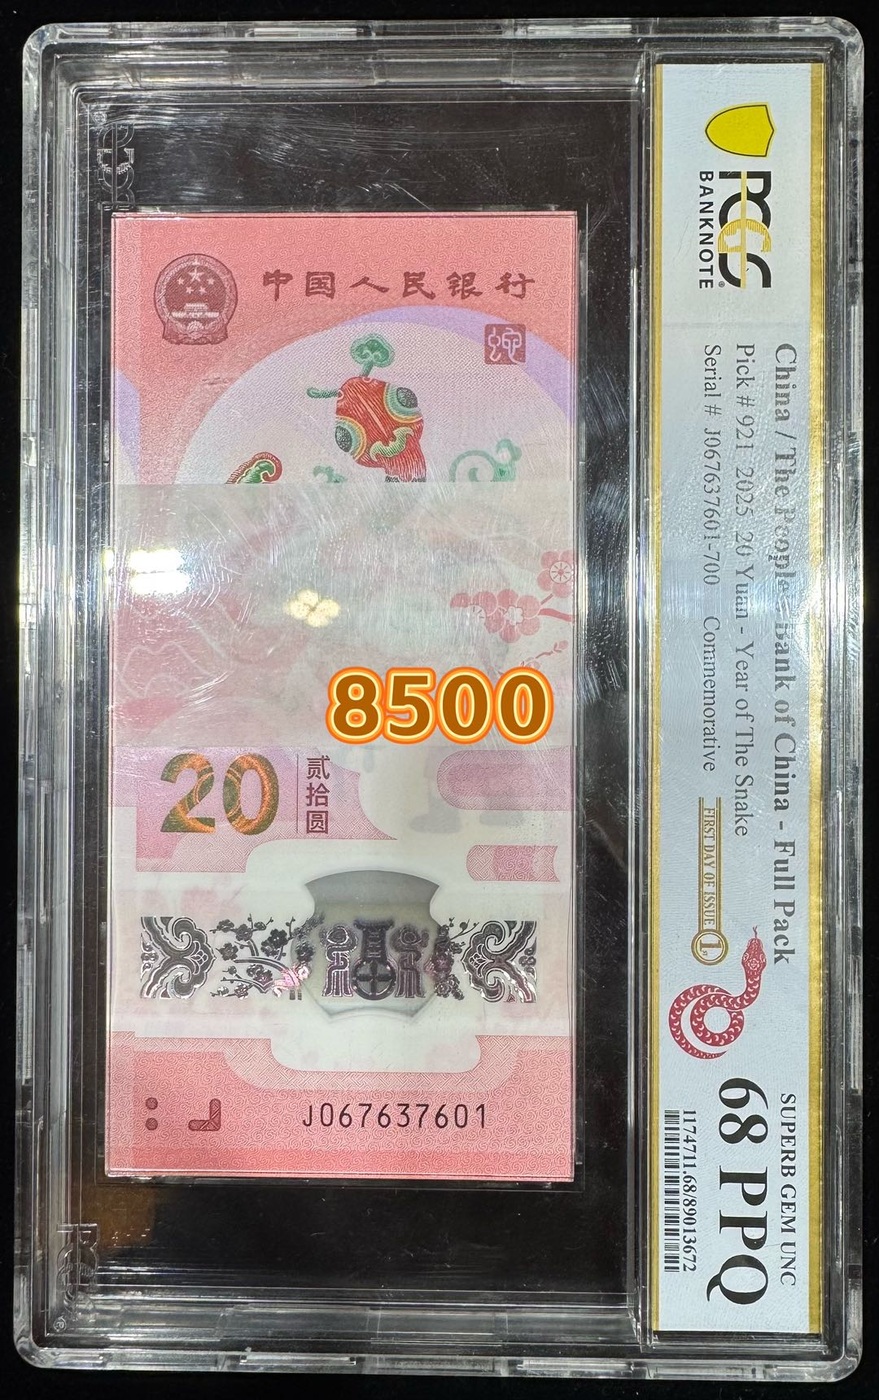 中国人民银行
蛇
8500
20
贰拾圆
J067637601
PCGS
BANKNOTE
China / The People's Bank of China - Full Pack
Pick # 921 2025 20 Yuan - Year of The Snake
Serial # J067637601-700 Commemorative
FIRST DAY OF ISSUE 1
SUPERB GEM UNC
68 PPQ
1174711.68/89013672